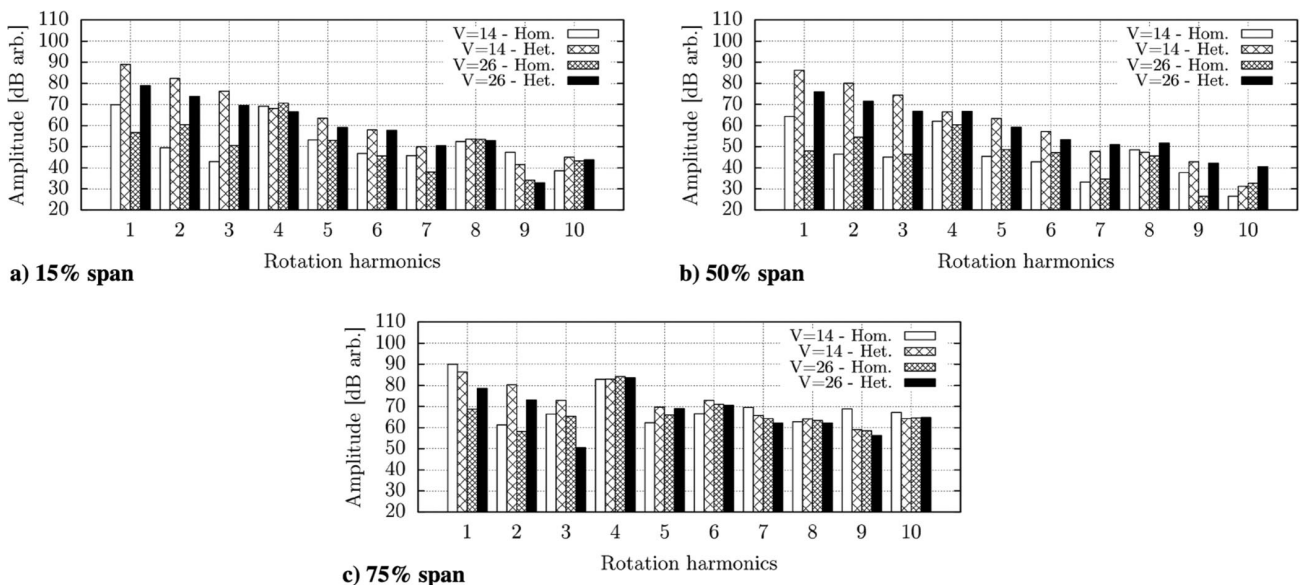 110
100
90
80
70
60
50
40
30
20
Amplitude [dB arb.]
V=14 - Hom.
V=14 - Het.
V=26 - Hom.
V=26 - Het.
1 2 3 4 5 6 7 8 9 10
Rotation harmonics
a) 15% span
110
100
90
80
70
60
50
40
30
20
Amplitude [dB arb.]
V=14 - Hom.
V=14 - Het.
V=26 - Hom.
V=26 - Het.
1 2 3 4 5 6 7 8 9 10
Rotation harmonics
b) 50% span
110
100
90
80
70
60
50
40
30
20
Amplitude [dB arb.]
V=14 - Hom.
V=14 - Het.
V=26 - Hom.
V=26 - Het.
1 2 3 4 5 6 7 8 9 10
Rotation harmonics
c) 75% span